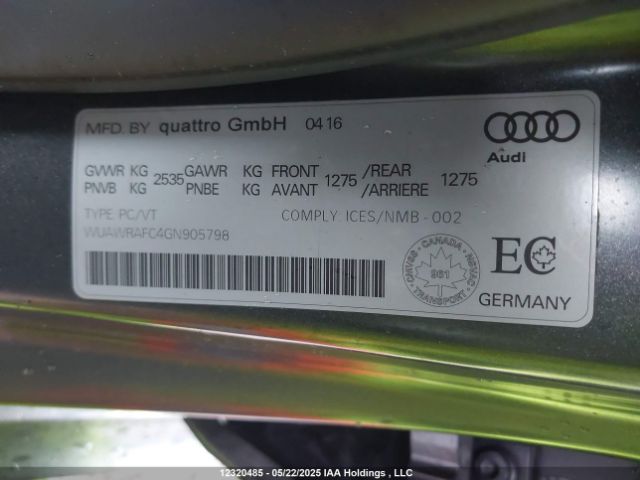 MFD. BY quattro GmbH 0416
Audi
GVWR KG 2535 GAWR KG FRONT 1275 /REAR 1275
PNVB KG PNBE KG AVANT /ARRIERE
TYPE PC/VT COMPLY. ICES/NMB - 002
WUAWRAFC4GN905798
CANADA
961
TRANSPORT
EC
GERMANY
12320485 - 05/22/2025 IAA Holdings , LLC